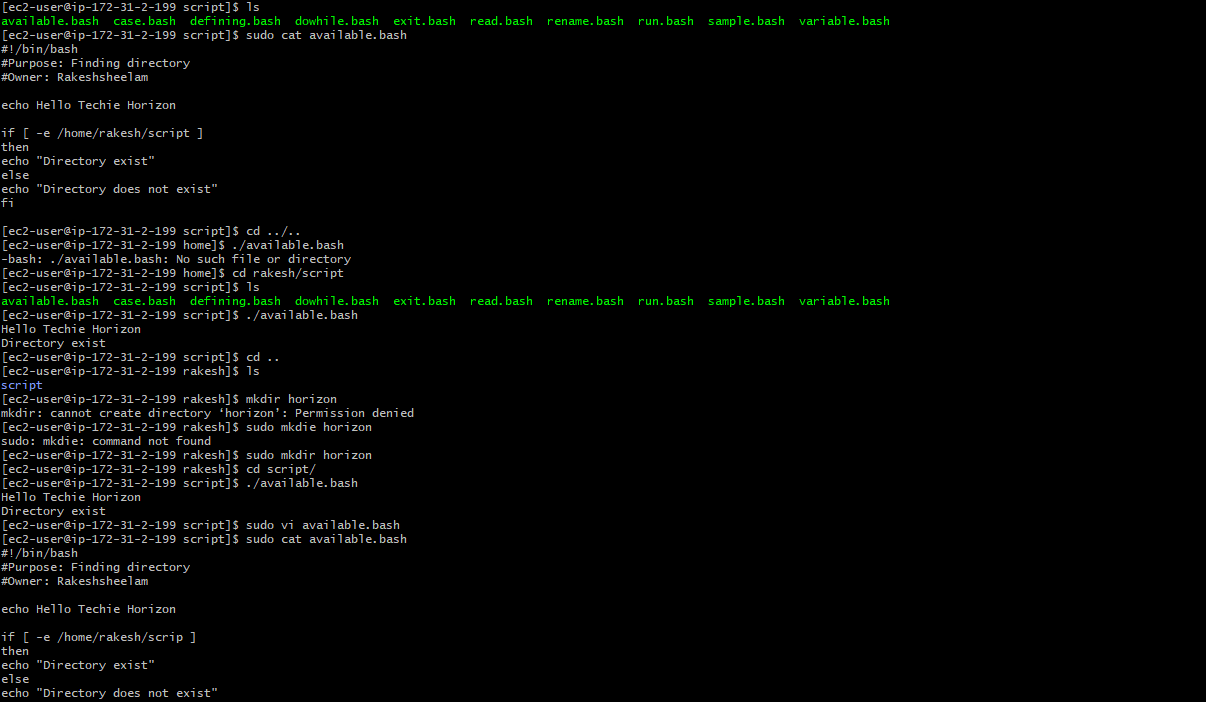 [ec2-user@ip-172-31-2-199 script]$ ls
available.bash  case.bash  defining.bash  dowhile.bash  exit.bash  read.bash  rename.bash  run.bash  sample.bash  variable.bash
[ec2-user@ip-172-31-2-199 script]$ sudo cat available.bash
#!/bin/bash
#Purpose: Finding directory
#Owner: Rakeshsheelam

echo Hello Techie Horizon

if [ -e /home/rakesh/script ]
then
echo "Directory exist"
else
echo "Directory does not exist"
fi

[ec2-user@ip-172-31-2-199 script]$ cd ../..
[ec2-user@ip-172-31-2-199 home]$ ./available.bash
-bash: ./available.bash: No such file or directory
[ec2-user@ip-172-31-2-199 home]$ cd rakesh/script
[ec2-user@ip-172-31-2-199 script]$ ls
available.bash  case.bash  defining.bash  dowhile.bash  exit.bash  read.bash  rename.bash  run.bash  sample.bash  variable.bash
[ec2-user@ip-172-31-2-199 script]$ ./available.bash
Hello Techie Horizon
Directory exist
[ec2-user@ip-172-31-2-199 script]$ cd ..
[ec2-user@ip-172-31-2-199 rakesh]$ ls
script
[ec2-user@ip-172-31-2-199 rakesh]$ mkdir horizon
mkdir: cannot create directory ‘horizon’: Permission denied
[ec2-user@ip-172-31-2-199 rakesh]$ sudo mkdie horizon
sudo: mkdie: command not found
[ec2-user@ip-172-31-2-199 rakesh]$ sudo mkdir horizon
[ec2-user@ip-172-31-2-199 rakesh]$ cd script/
[ec2-user@ip-172-31-2-199 script]$ ./available.bash
Hello Techie Horizon
Directory exist
[ec2-user@ip-172-31-2-199 script]$ sudo vi available.bash
[ec2-user@ip-172-31-2-199 script]$ sudo cat available.bash
#!/bin/bash
#Purpose: Finding directory
#Owner: Rakeshsheelam

echo Hello Techie Horizon

if [ -e /home/rakesh/scrip ]
then
echo "Directory exist"
else
echo "Directory does not exist"